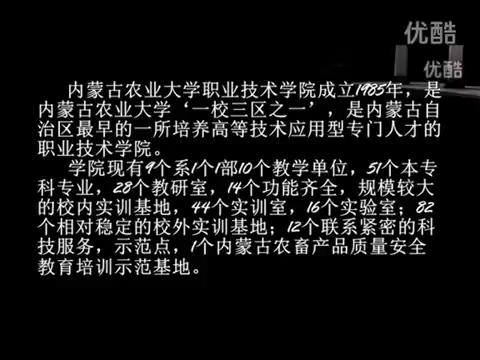 优酷
优酷
内蒙古农业大学职业技术学院成立1985年，是
内蒙古农业大学‘一校三区之一’，是内蒙古自
治区最早的一所培养高等技术应用型专门人才的
职业技术学院。
学院现有9个系1个1部10个教学单位，51个本专
科专业，28个教研室，14个功能齐全，规模较大
的校内实训基地，44个实训室，16个实验室；82
个相对稳定的校外实训基地；12个联系紧密的科
技服务，示范点，1个内蒙古农畜产品质量安全
教育培训示范基地。